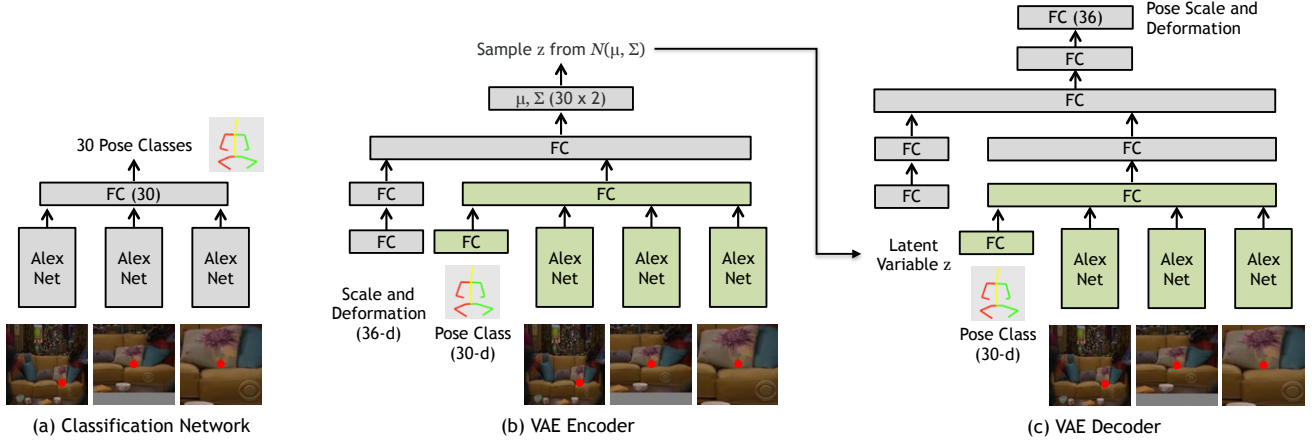 30 Pose Classes
FC (30)
Alex
Net
Alex
Net
Alex
Net
(a) Classification Network
Sample z from N(μ, Σ)
μ, Σ (30 x 2)
FC
FC
FC
FC
FC
Alex
Net
Alex
Net
Alex
Net
Scale and
Deformation
(36-d)
Pose Class
(30-d)
(b) VAE Encoder
FC (36)
Pose Scale and
Deformation
FC
FC
FC
FC
FC
FC
FC
Latent
Variable z
Alex
Net
Alex
Net
Alex
Net
Pose Class
(30-d)
(c) VAE Decoder